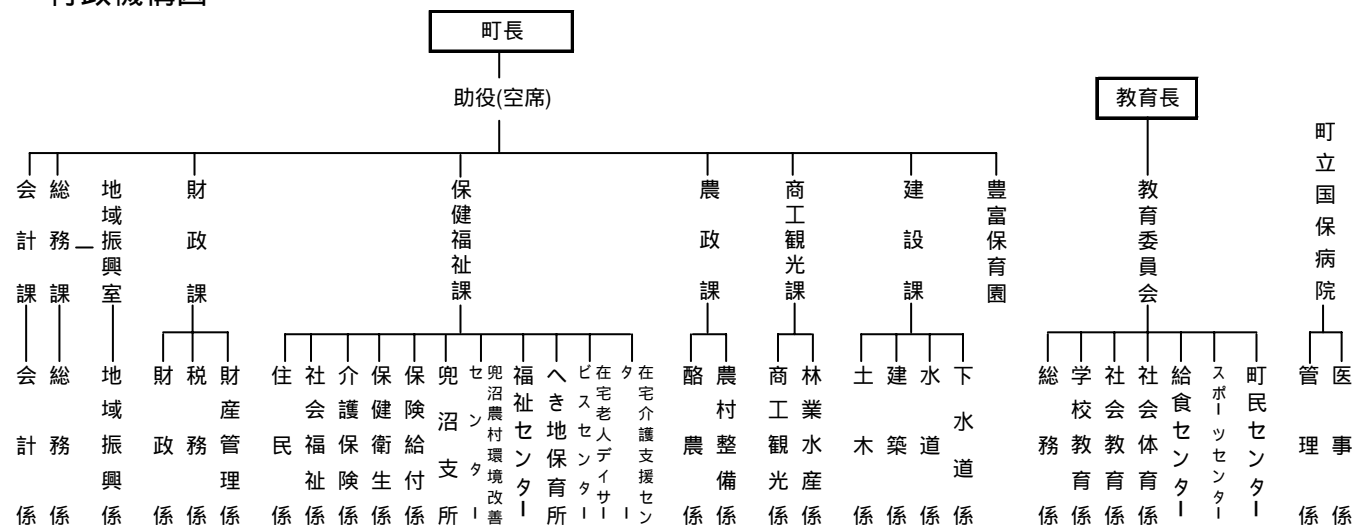 行政機構図
町長
助役(空席)
教育長
会計課
総務課
地域振興室
財政課
保健福祉課
農政課
商工観光課
建設課
豊富保育園
教育委員会
町立国保病院
会計係
総務係
地域振興係
財政係
税務係
財産管理係
住民係
社会福祉係
介護保険係
保健衛生係
保険給付係
兜沼支所
兜沼農村環境改善
センター
福祉センター
へき地保育所
在宅老人デイサー
ビスセンター
在宅介護支援セン
ター
酪農係
農村整備係
商工観光係
林業水産係
土木係
建築係
水道係
下水道係
総務係
学校教育係
社会教育係
社会体育係
給食センター
スポーツセンター
町民センター
管理係
医事係